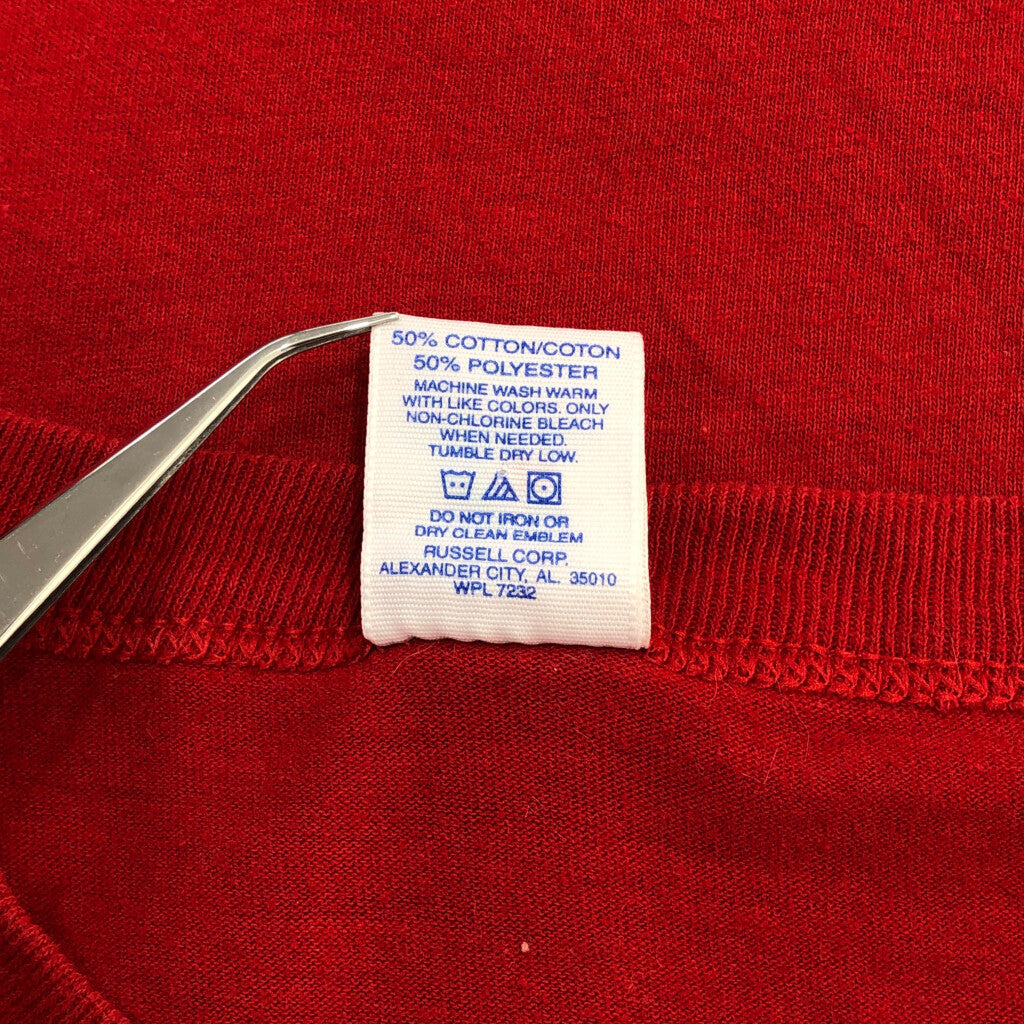 50% COTTON/COTON
50% POLYESTER
MACHINE WASH WARM
WITH LIKE COLORS. ONLY
NON-CHLORINE BLEACH
WHEN NEEDED.
TUMBLE DRY LOW.
DO NOT IRON OR
DRY CLEAN EMBLEM
RUSSELL CORP.
ALEXANDER CITY, AL. 35010
WPL 7232